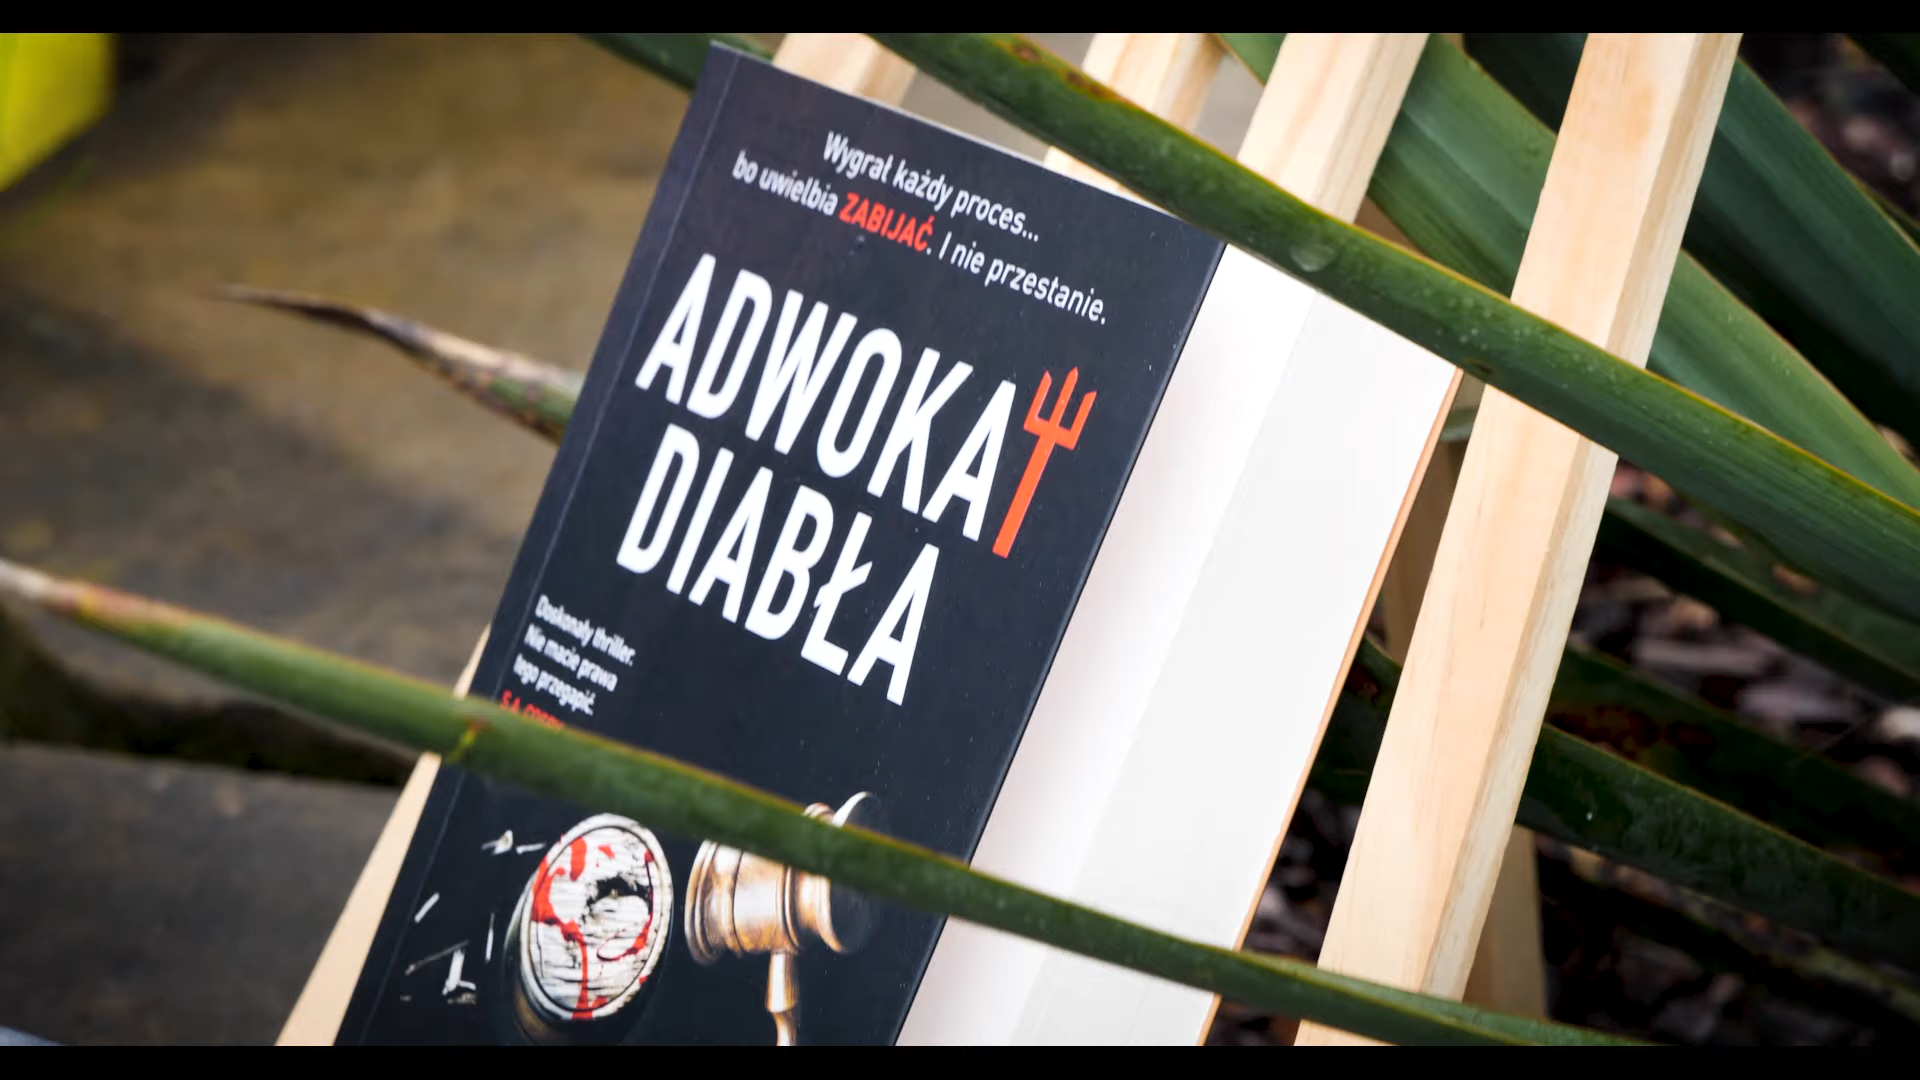 Wygrał każdy proces...
bo uwielbia ZABIJAĆ. I nie przestanie.
ADWOKAT
DIABŁA
Doskonały thriller.
Nie macie prawa
tego przegapić.
S.A.